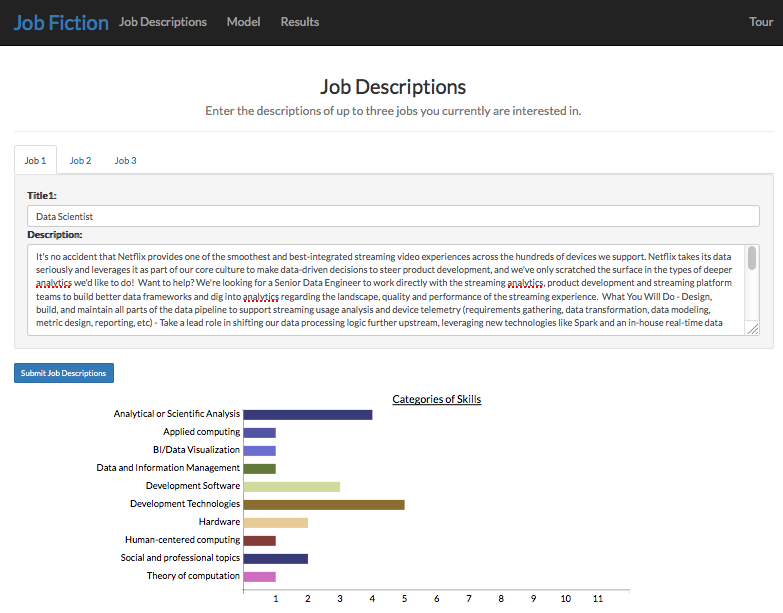 Job Fiction Job Descriptions Model Results Tour
Job Descriptions
Enter the descriptions of up to three jobs you currently are interested in.
Job 1 Job 2 Job 3
Title1:
Data Scientist
Description:
It's no accident that Netflix provides one of the smoothest and best-integrated streaming video experiences across the hundreds of devices we support. Netflix takes its data
seriously and leverages it as part of our core culture to make data-driven decisions to steer product development, and we've only scratched the surface in the types of deeper
analytics we'd like to do! Want to help? We're looking for a Senior Data Engineer to work directly with the streaming analytics, product development and streaming platform
teams to build better data frameworks and dig into analytics regarding the landscape, quality and performance of the streaming experience. What You Will Do - Design,
build, and maintain all parts of the data pipeline to support streaming usage analysis and device telemetry (requirements gathering, data transformation, data modeling,
metric design, reporting, etc) - Take a lead role in shifting our data processing logic further upstream, leveraging new technologies like Spark and an in-house real-time data
Submit Job Descriptions
Categories of Skills
Analytical or Scientific Analysis
Applied computing
BI/Data Visualization
Data and Information Management
Development Software
Development Technologies
Hardware
Human-centered computing
Social and professional topics
Theory of computation
1 2 3 4 5 6 7 8 9 10 11